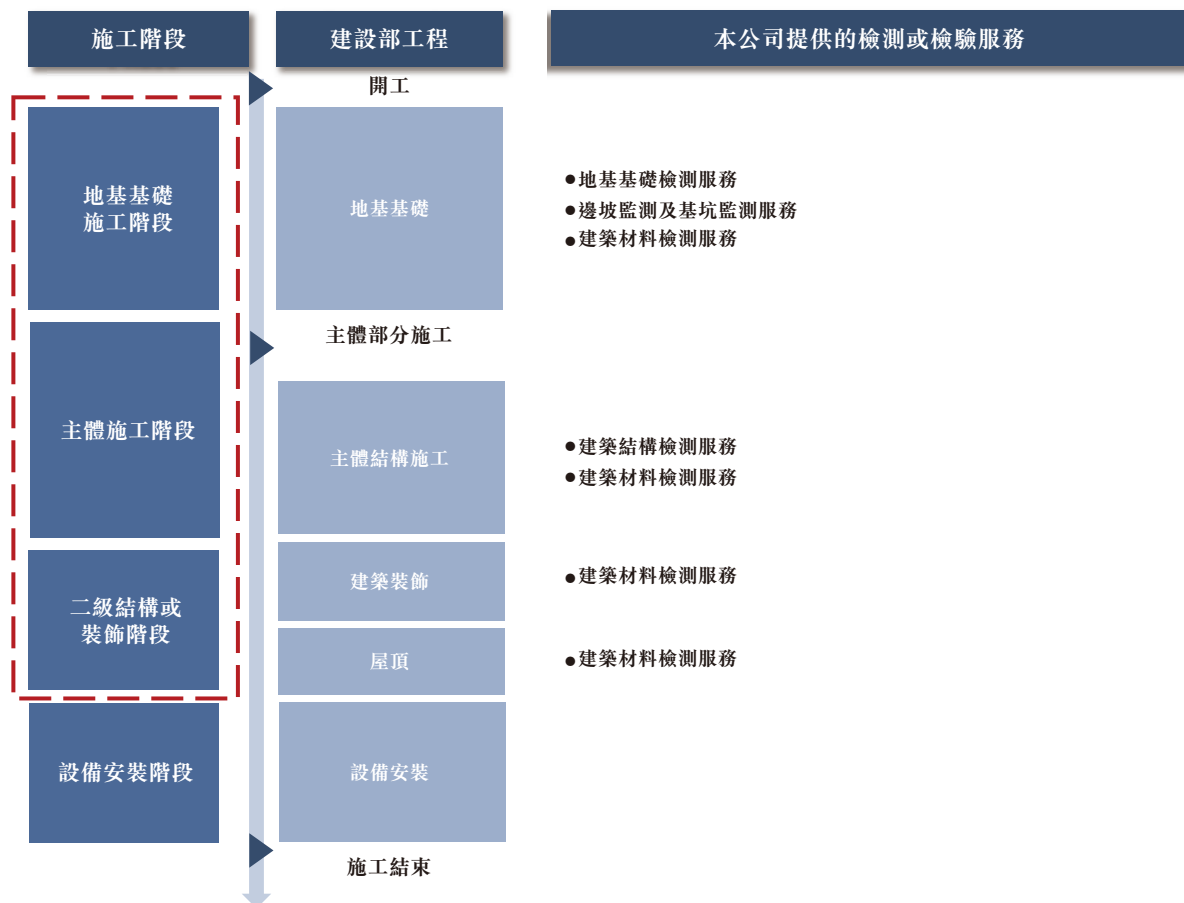 施工階段
建設部工程
本公司提供的檢測或檢驗服務
開工
地基基礎
施工階段
地基基礎
●地基基礎檢測服務
●邊坡監測及基坑監測服務
●建築材料檢測服務
主體部分施工
主體施工階段
主體結構施工
●建築結構檢測服務
●建築材料檢測服務
二級結構或
裝飾階段
建築裝飾
●建築材料檢測服務
屋頂
●建築材料檢測服務
設備安裝階段
設備安裝
施工結束